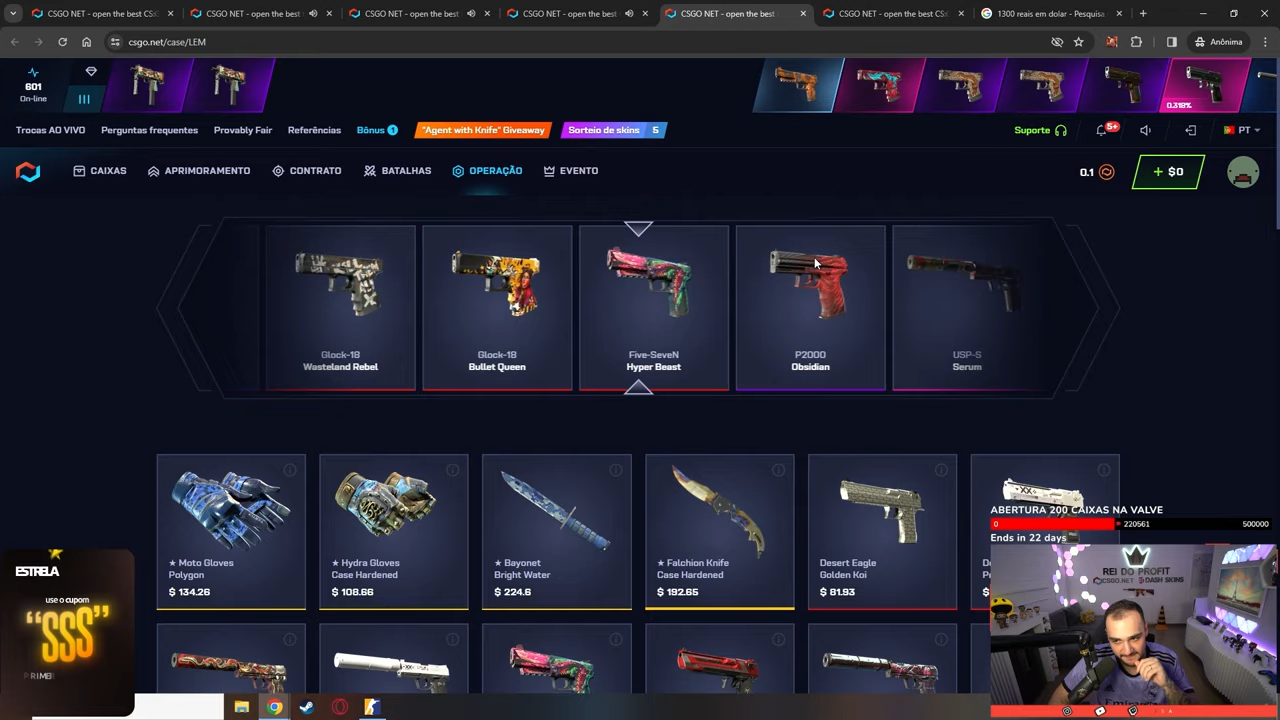 CSGO NET - open the best CS
CSGO NET - open the best
CSGO NET - open the best
CSGO NET - open the best
CSGO NET - open the best
CSGO NET - open the best CS
1300 reais em dolar - Pesquisa
csgo.net/case/LEM
Anônima
601
On-line
0.318%
Trocas AO VIVO
Perguntas frequentes
Provably Fair
Referências
Bônus 1
"Agent with Knife" Giveaway
Sorteio de skins 5
Suporte
5+
PT
CAIXAS
APRIMORAMENTO
CONTRATO
BATALHAS
OPERAÇÃO
EVENTO
0.1
+ $0
Glock-18
Wasteland Rebel
Glock-18
Bullet Queen
Five-SeveN
Hyper Beast
P2000
Obsidian
USP-S
Serum
★ Moto Gloves
Polygon
$ 134.26
★ Hydra Gloves
Case Hardened
$ 108.66
★ Bayonet
Bright Water
$ 224.6
★ Falchion Knife
Case Hardened
$ 192.65
Desert Eagle
Golden Koi
$ 81.93
ABERTURA 200 CAIXAS NA VALVE
0 220561 500000
Ends in 22 days
REI DO PROFIT
CSGO.NET DASH SKINS
ESTRELA
use o cupom
"SSS"
PRIME